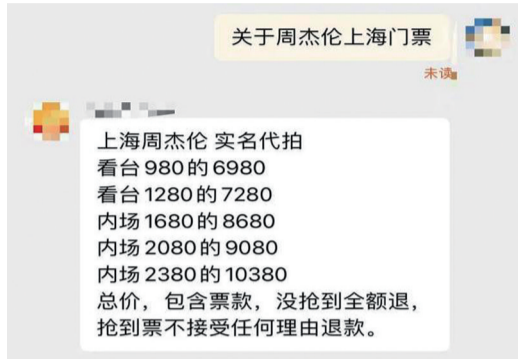 关于周杰伦上海门票
未读
上海周杰伦 实名代拍
看台980的6980
看台1280的7280
内场1680的8680
内场2080的9080
内场2380的10380
总价，包含票款，没抢到全额退，
抢到票不接受任何理由退款。